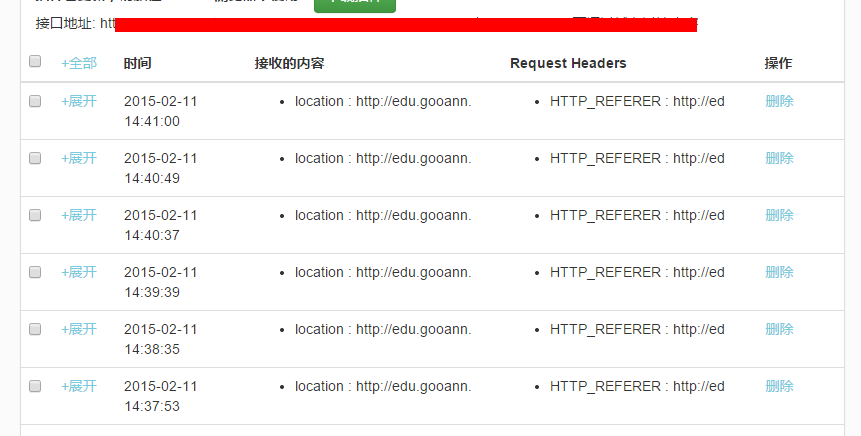 接口地址: htt
+全部 时间 接收的内容 Request Headers 操作
+展开 2015-02-11 location : http://edu.gooann. HTTP_REFERER : http://ed 删除
14:41:00
+展开 2015-02-11 location : http://edu.gooann. HTTP_REFERER : http://ed 删除
14:40:49
+展开 2015-02-11 location : http://edu.gooann. HTTP_REFERER : http://ed 删除
14:40:37
+展开 2015-02-11 location : http://edu.gooann. HTTP_REFERER : http://ed 删除
14:39:39
+展开 2015-02-11 location : http://edu.gooann. HTTP_REFERER : http://ed 删除
14:38:35
+展开 2015-02-11 location : http://edu.gooann. HTTP_REFERER : http://ed 删除
14:37:53